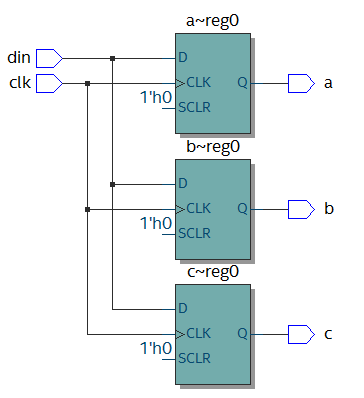 a~reg0
din
D
clk
CLK
Q
a
1'h0
SCLR
b~reg0
D
CLK
Q
b
1'h0
SCLR
c~reg0
D
CLK
Q
c
1'h0
SCLR